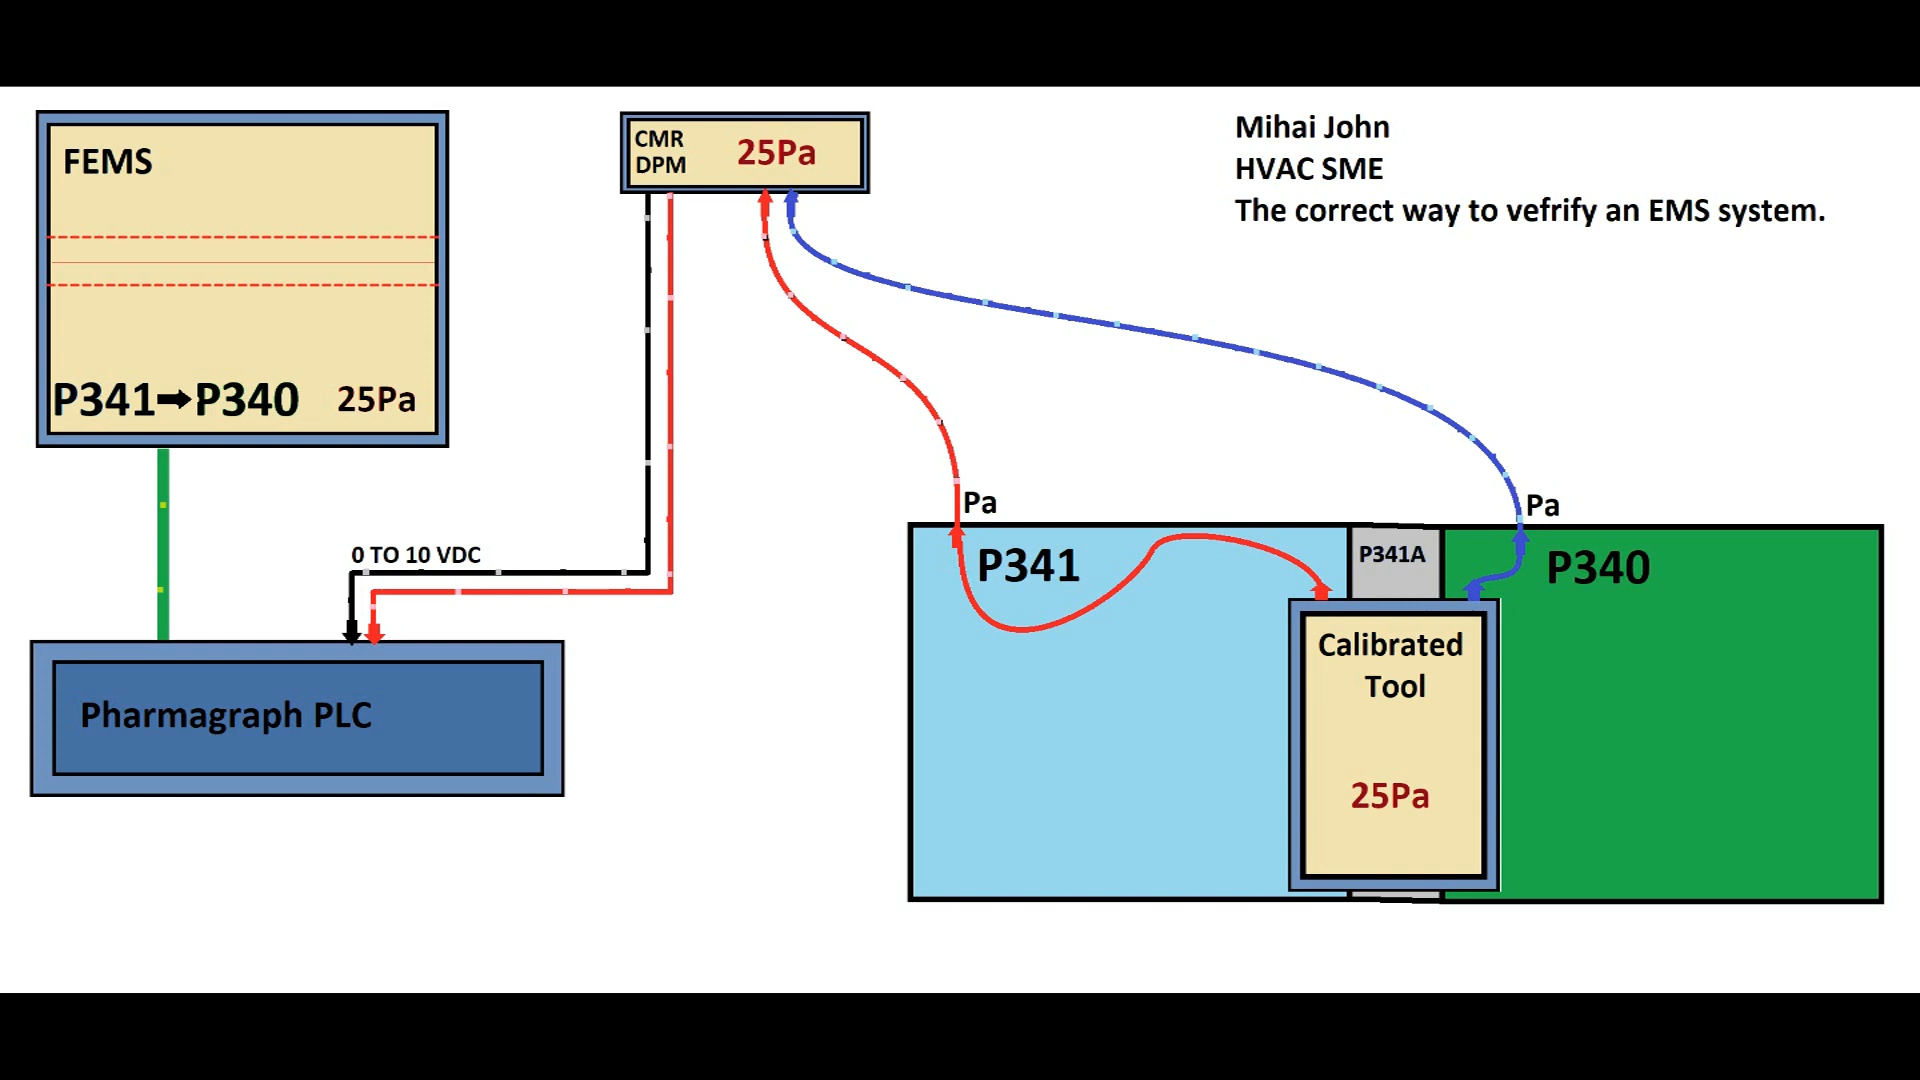 FEMS
P341➡P340 25Pa
CMR
DPM
25Pa
Mihai John
HVAC SME
The correct way to vefrify an EMS system.
0 TO 10 VDC
Pharmagraph PLC
Pa
Pa
P341
P341A
P340
Calibrated
Tool
25Pa